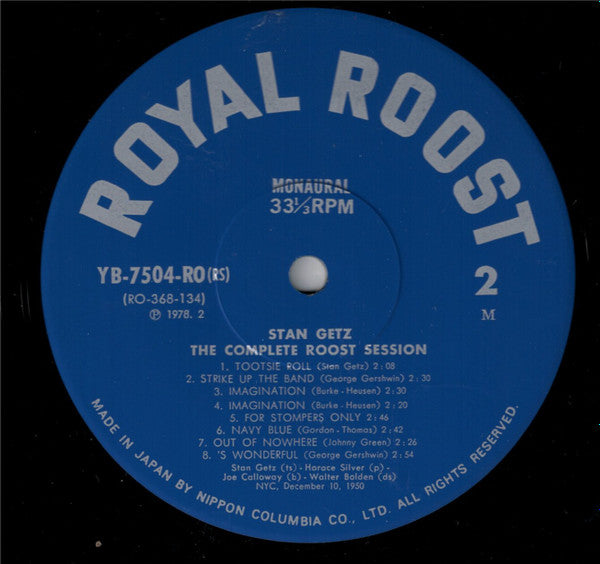 ROYAL ROOST
MONAURAL
33 1/3 RPM
YB-7504-RO(RS)
2
(RO-368-134)
M
Ⓟ 1978. 2
STAN GETZ
THE COMPLETE ROOST SESSION
1. TOOTSIE ROLL (Stan Getz) 2:08
2. STRIKE UP THE BAND (George Gershwin) 2:30
3. IMAGINATION (Burke-Heusen) 2:30
4. IMAGINATION (Burke-Heusen) 2:20
5. FOR STOMPERS ONLY 2:46
6. NAVY BLUE (Gordon-Thomas) 2:42
7. OUT OF NOWHERE (Johnny Green) 2:26
8. 'S WONDERFUL (George Gershwin) 2:54
Stan Getz (ts)-Horace Silver (p)-
Joe Calloway (b)-Walter Bolden (ds)
NYC, December 10, 1950
MADE IN JAPAN BY NIPPON COLUMBIA CO., LTD. ALL RIGHTS RESERVED.